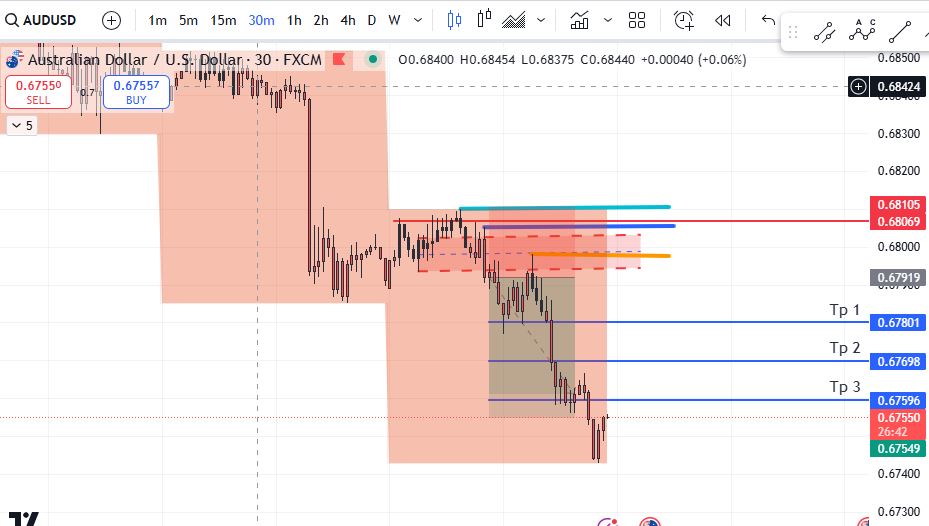 AUDUSD 1m 5m 15m 30m 1h 2h 4h D W
A C
Australian Dollar / U.S. Dollar · 30 · FXCM O0.68400 H0.68454 L0.68375 C0.68440 +0.00040 (+0.06%)
0.67550 SELL
0.7
0.67557 BUY
5
0.68500
0.68424
0.68300
0.68200
0.68105
0.68069
0.68000
0.67919
Tp 1
0.67801
Tp 2
0.67698
Tp 3
0.67596
0.67550
26:42
0.67549
0.67400
0.67300